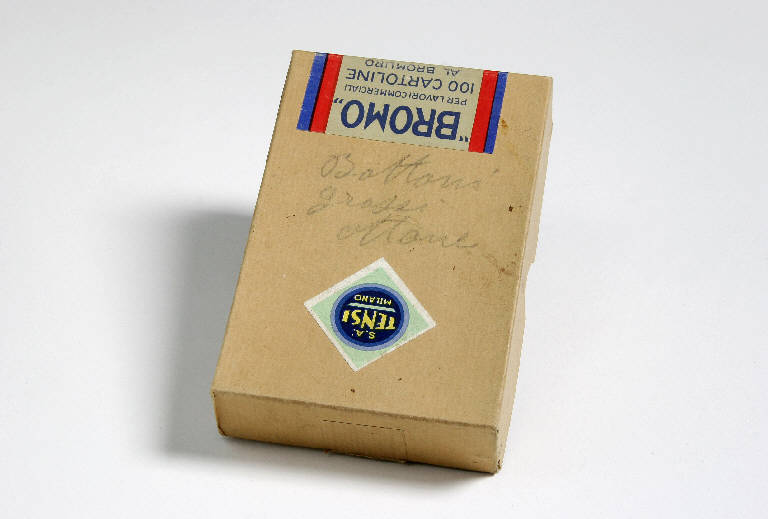 "BROMO"
PER LAVORI COMMERCIALI
100 CARTOLINE
AL BROMURO
Bottoni
grossi
ottone
S.A.
TENSI
MILANO